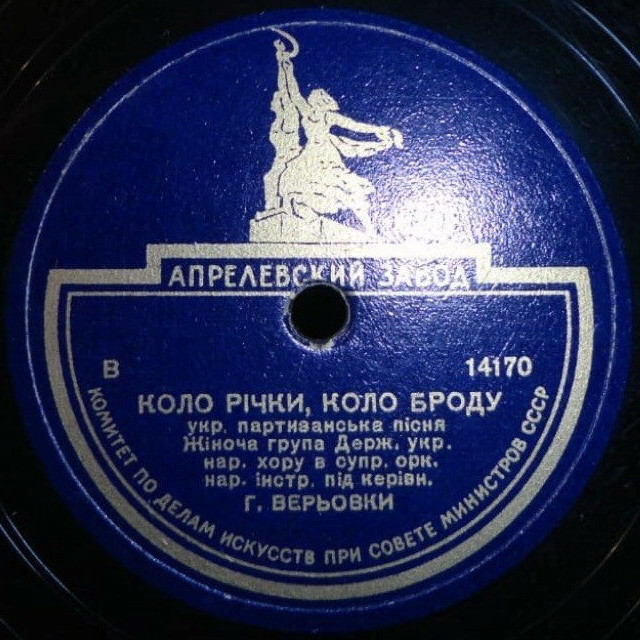 АПРЕЛЕВСКИЙ ЗАВОД
В 14170
КОЛО РІЧКИ, КОЛО БРОДУ
укр. партизанська пісня
Жіноча група Держ. укр.
нар. хору в супр. орк.
нар. інстр. під керівн.
Г. ВЕРЬОВКИ
КОМИТЕТ ПО ДЕЛАМ ИСКУССТВ ПРИ СОВЕТЕ МИНИСТРОВ СССР